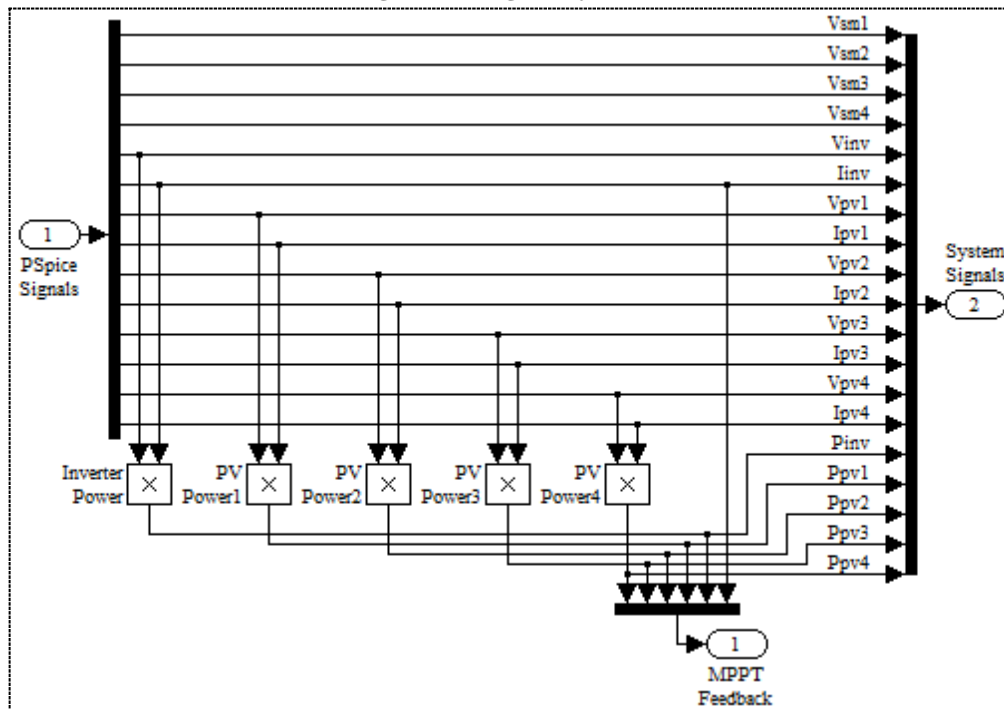 Vsm1
Vsm2
Vsm3
Vsm4
Vinv
Iinv
Vpv1
Ipv1
Vpv2
Ipv2
Vpv3
Ipv3
Vpv4
Ipv4
Pinv
Ppv1
Ppv2
Ppv3
Ppv4
1
PSpice
Signals
System
Signals
2
Inverter
Power
×
PV
Power1
×
PV
Power2
×
PV
Power3
×
PV
Power4
×
1
MPPT
Feedback